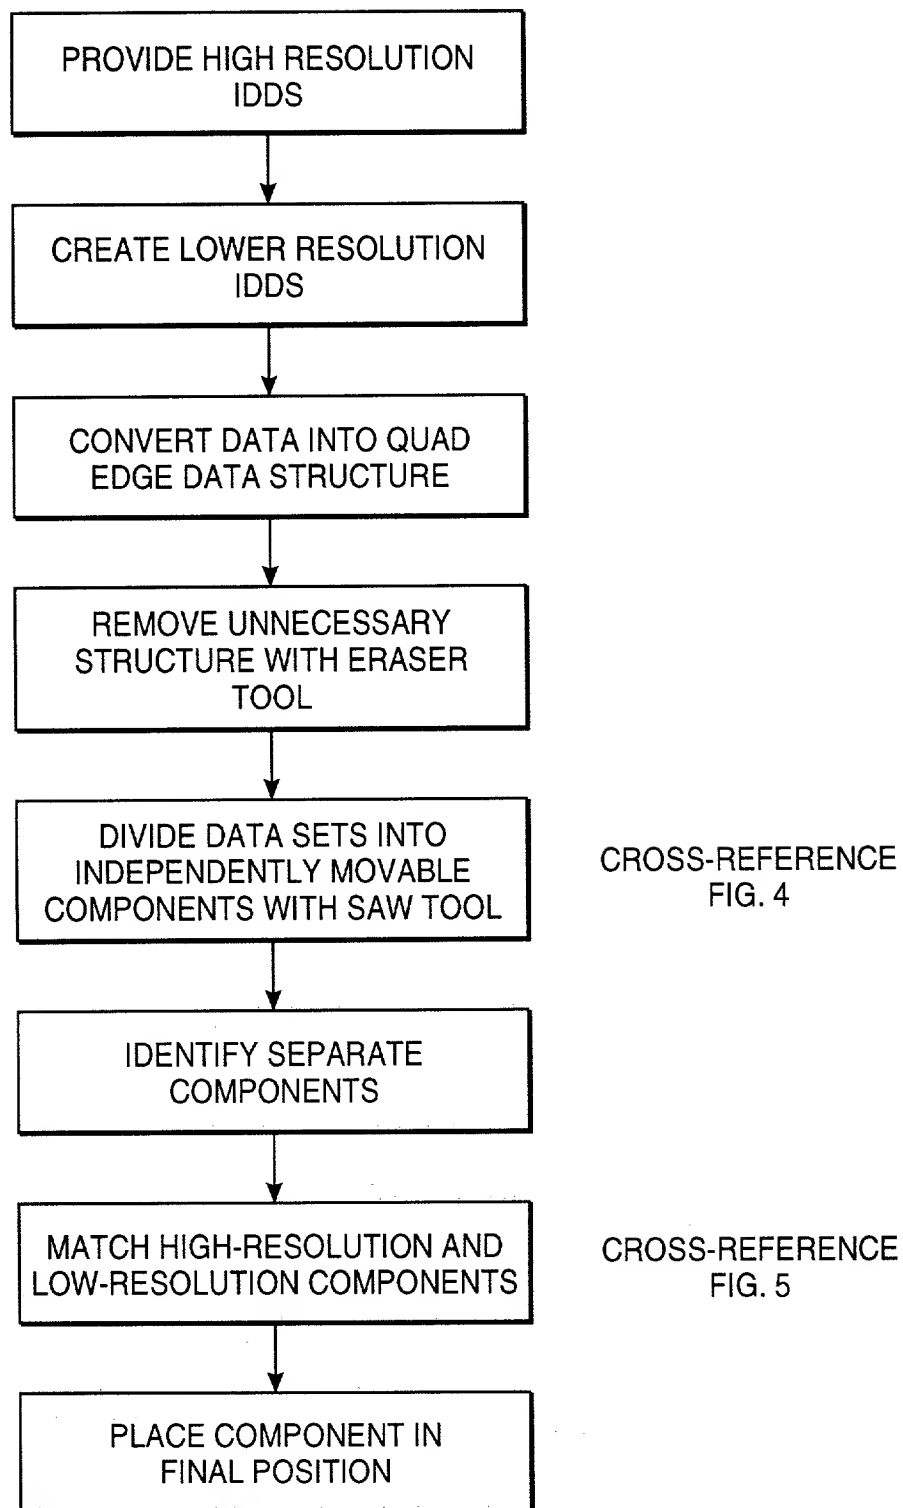 PROVIDE HIGH RESOLUTION
IDDS
CREATE LOWER RESOLUTION
IDDS
CONVERT DATA INTO QUAD
EDGE DATA STRUCTURE
REMOVE UNNECESSARY
STRUCTURE WITH ERASER
TOOL
DIVIDE DATA SETS INTO
INDEPENDENTLY MOVABLE
COMPONENTS WITH SAW TOOL
CROSS-REFERENCE
FIG. 4
IDENTIFY SEPARATE
COMPONENTS
MATCH HIGH-RESOLUTION AND
LOW-RESOLUTION COMPONENTS
CROSS-REFERENCE
FIG. 5
PLACE COMPONENT IN
FINAL POSITION